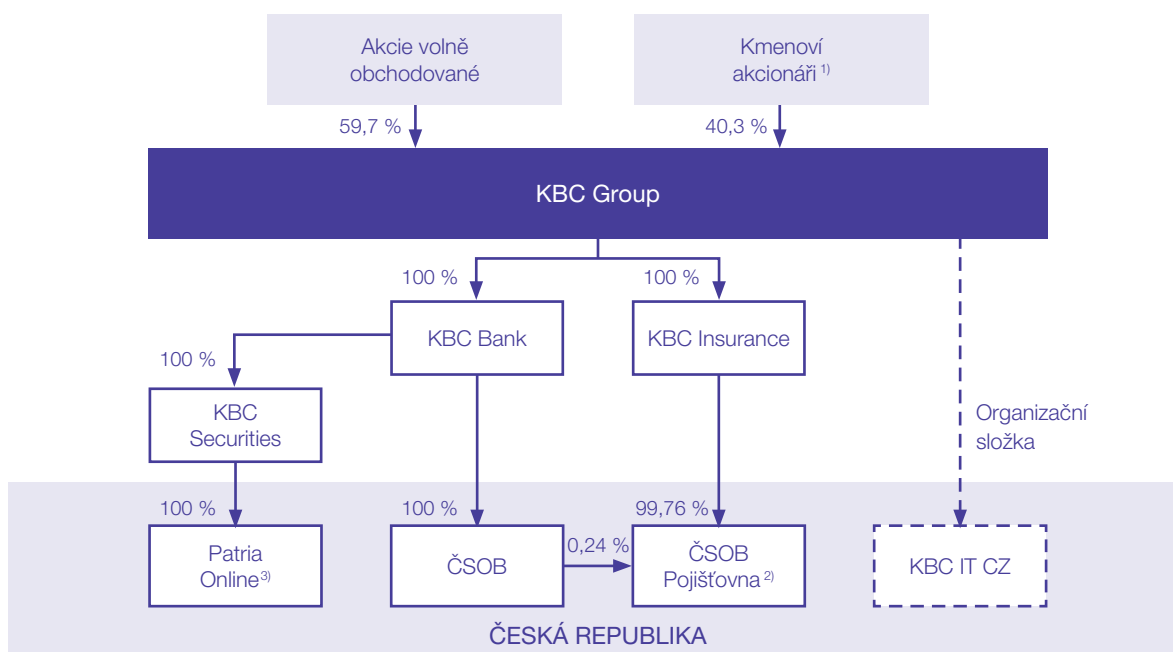 Akcie volně
obchodované
Kmenoví
akcionáři 1)
59,7 %
40,3 %
KBC Group
100 %
100 %
KBC Bank
KBC Insurance
100 %
KBC
Securities
Organizační
složka
100 %
100 %
99,76 %
Patria
Online3)
ČSOB
0,24 %
ČSOB
Pojišťovna 2)
KBC IT CZ
ČESKÁ REPUBLIKA